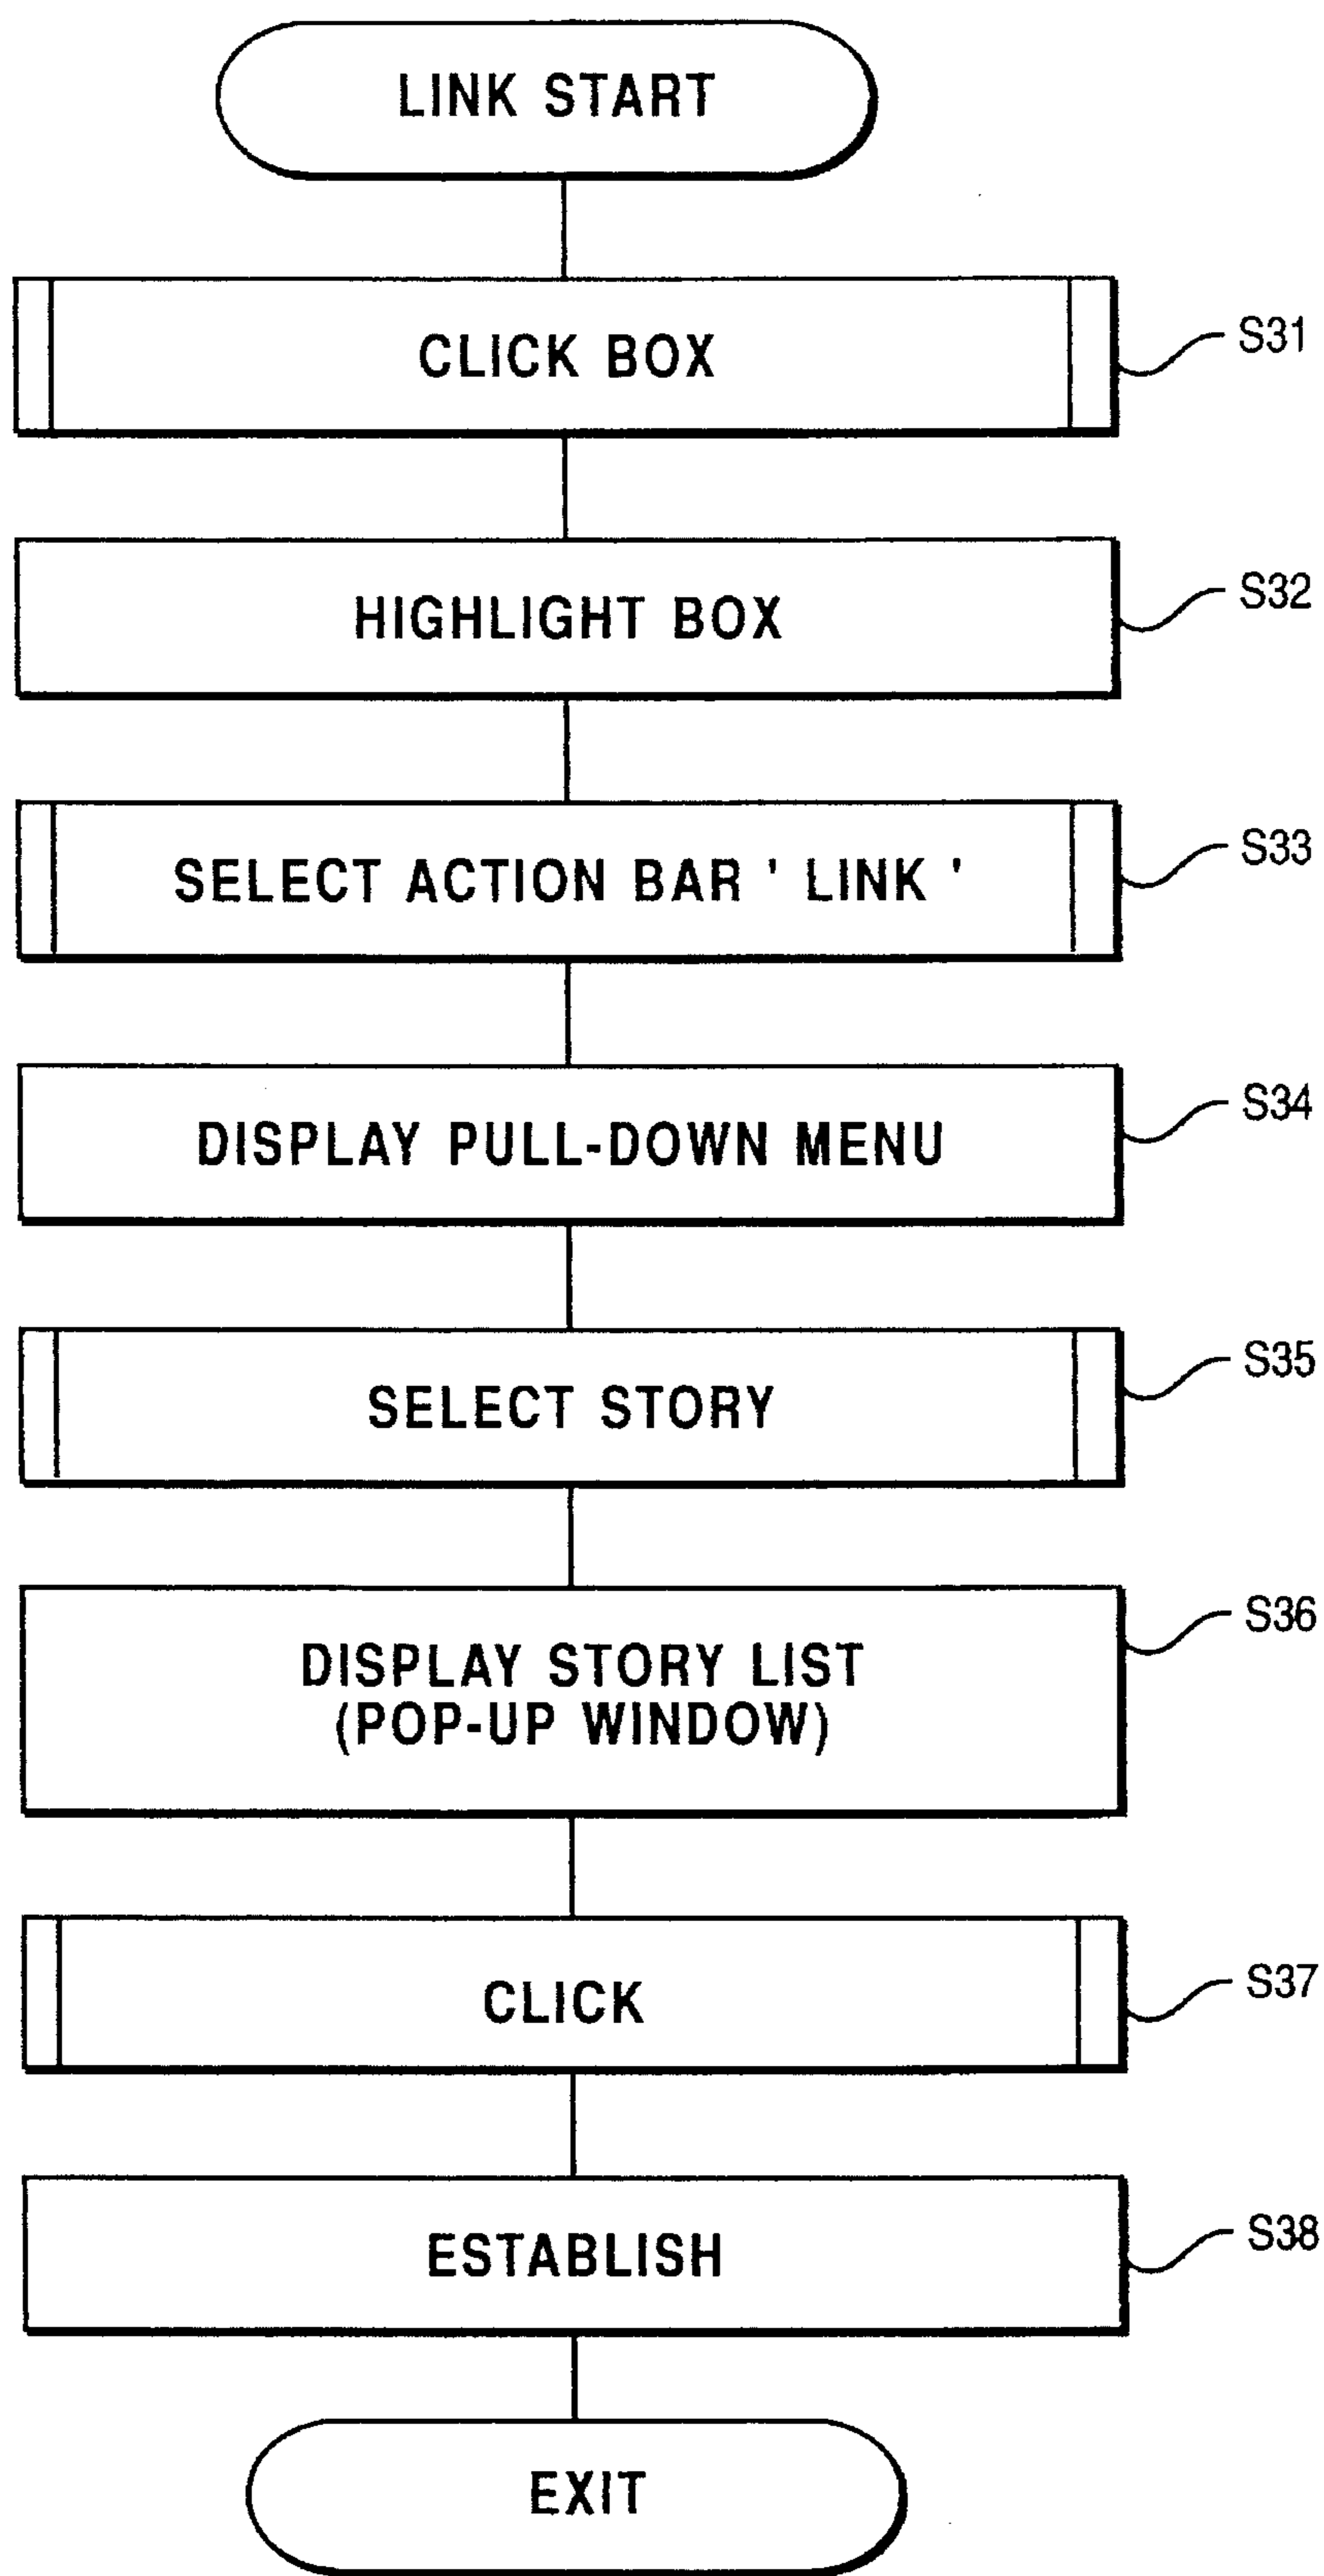 LINK START
CLICK BOX
S31
HIGHLIGHT BOX
S32
SELECT ACTION BAR ' LINK '
S33
DISPLAY PULL-DOWN MENU
S34
SELECT STORY
S35
DISPLAY STORY LIST
(POP-UP WINDOW)
S36
CLICK
S37
ESTABLISH
S38
EXIT